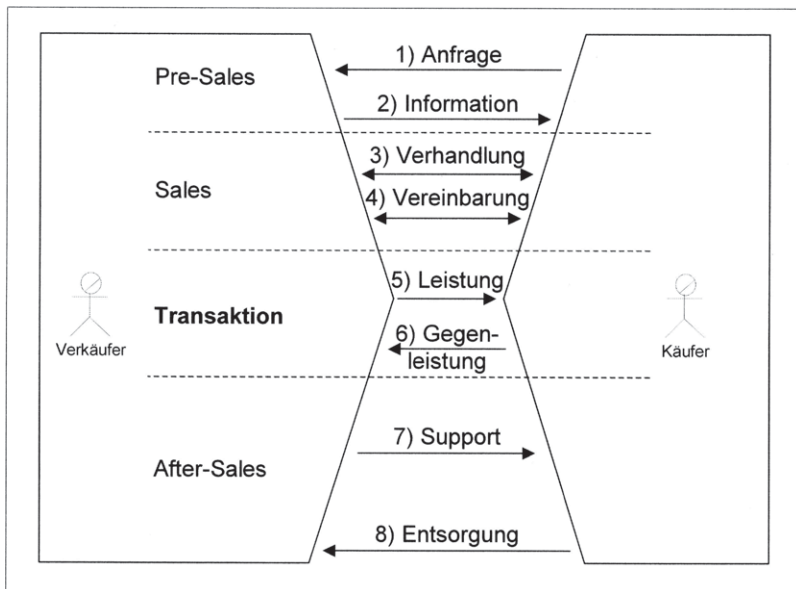 1) Anfrage
Pre-Sales
2) Information
3) Verhandlung
Sales
4) Vereinbarung
5) Leistung
Transaktion
6) Gegen-
leistung
Verkäufer
Käufer
7) Support
After-Sales
8) Entsorgung